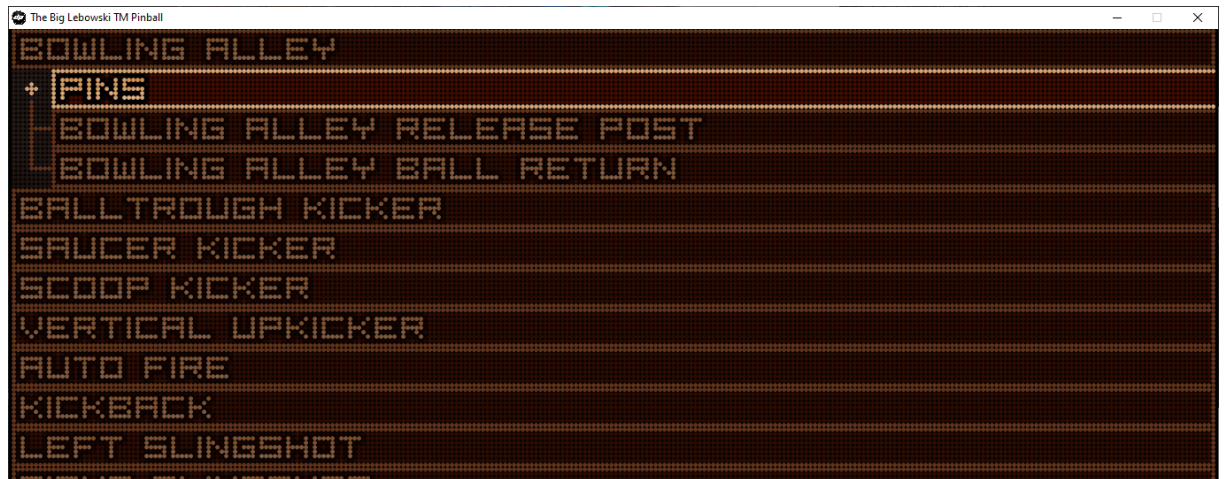 The Big Lebowski TM Pinball
BOWLING ALLEY
PINS
BOWLING ALLEY RELEASE POST
BOWLING ALLEY BALL RETURN
BALLTROUGH KICKER
SAUCER KICKER
SCOOP KICKER
VERTICAL UPKICKER
AUTO FIRE
KICKBACK
LEFT SLINGSHOT